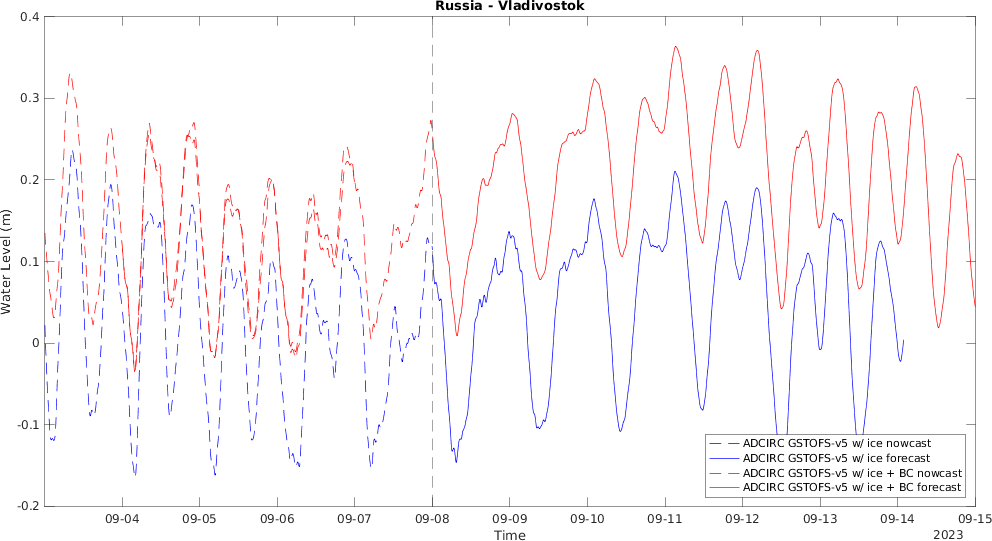 Russia - Vladivostok
Water Level (m)
0.4
0.3
0.2
0.1
0
-0.1
-0.2
ADCIRC GSTOFS-v5 w/ ice nowcast
ADCIRC GSTOFS-v5 w/ ice forecast
ADCIRC GSTOFS-v5 w/ ice + BC nowcast
ADCIRC GSTOFS-v5 w/ ice + BC forecast
09-04 09-05 09-06 09-07 09-08 09-09 09-10 09-11 09-12 09-13 09-14 09-15
Time
2023